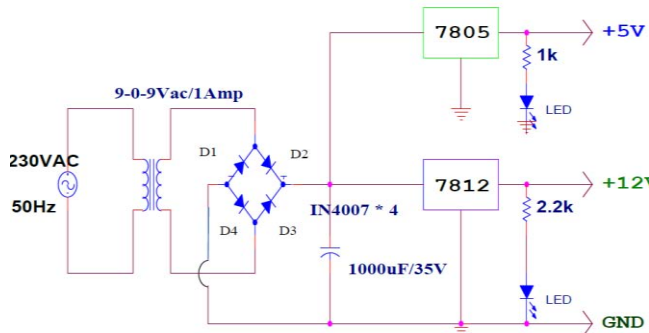 7805
+5V
1k
LED
9-0-9Vac/1Amp
D1
D2
230VAC
50Hz
7812
+12V
IN4007 * 4
2.2k
D4
D3
1000uF/35V
LED
GND